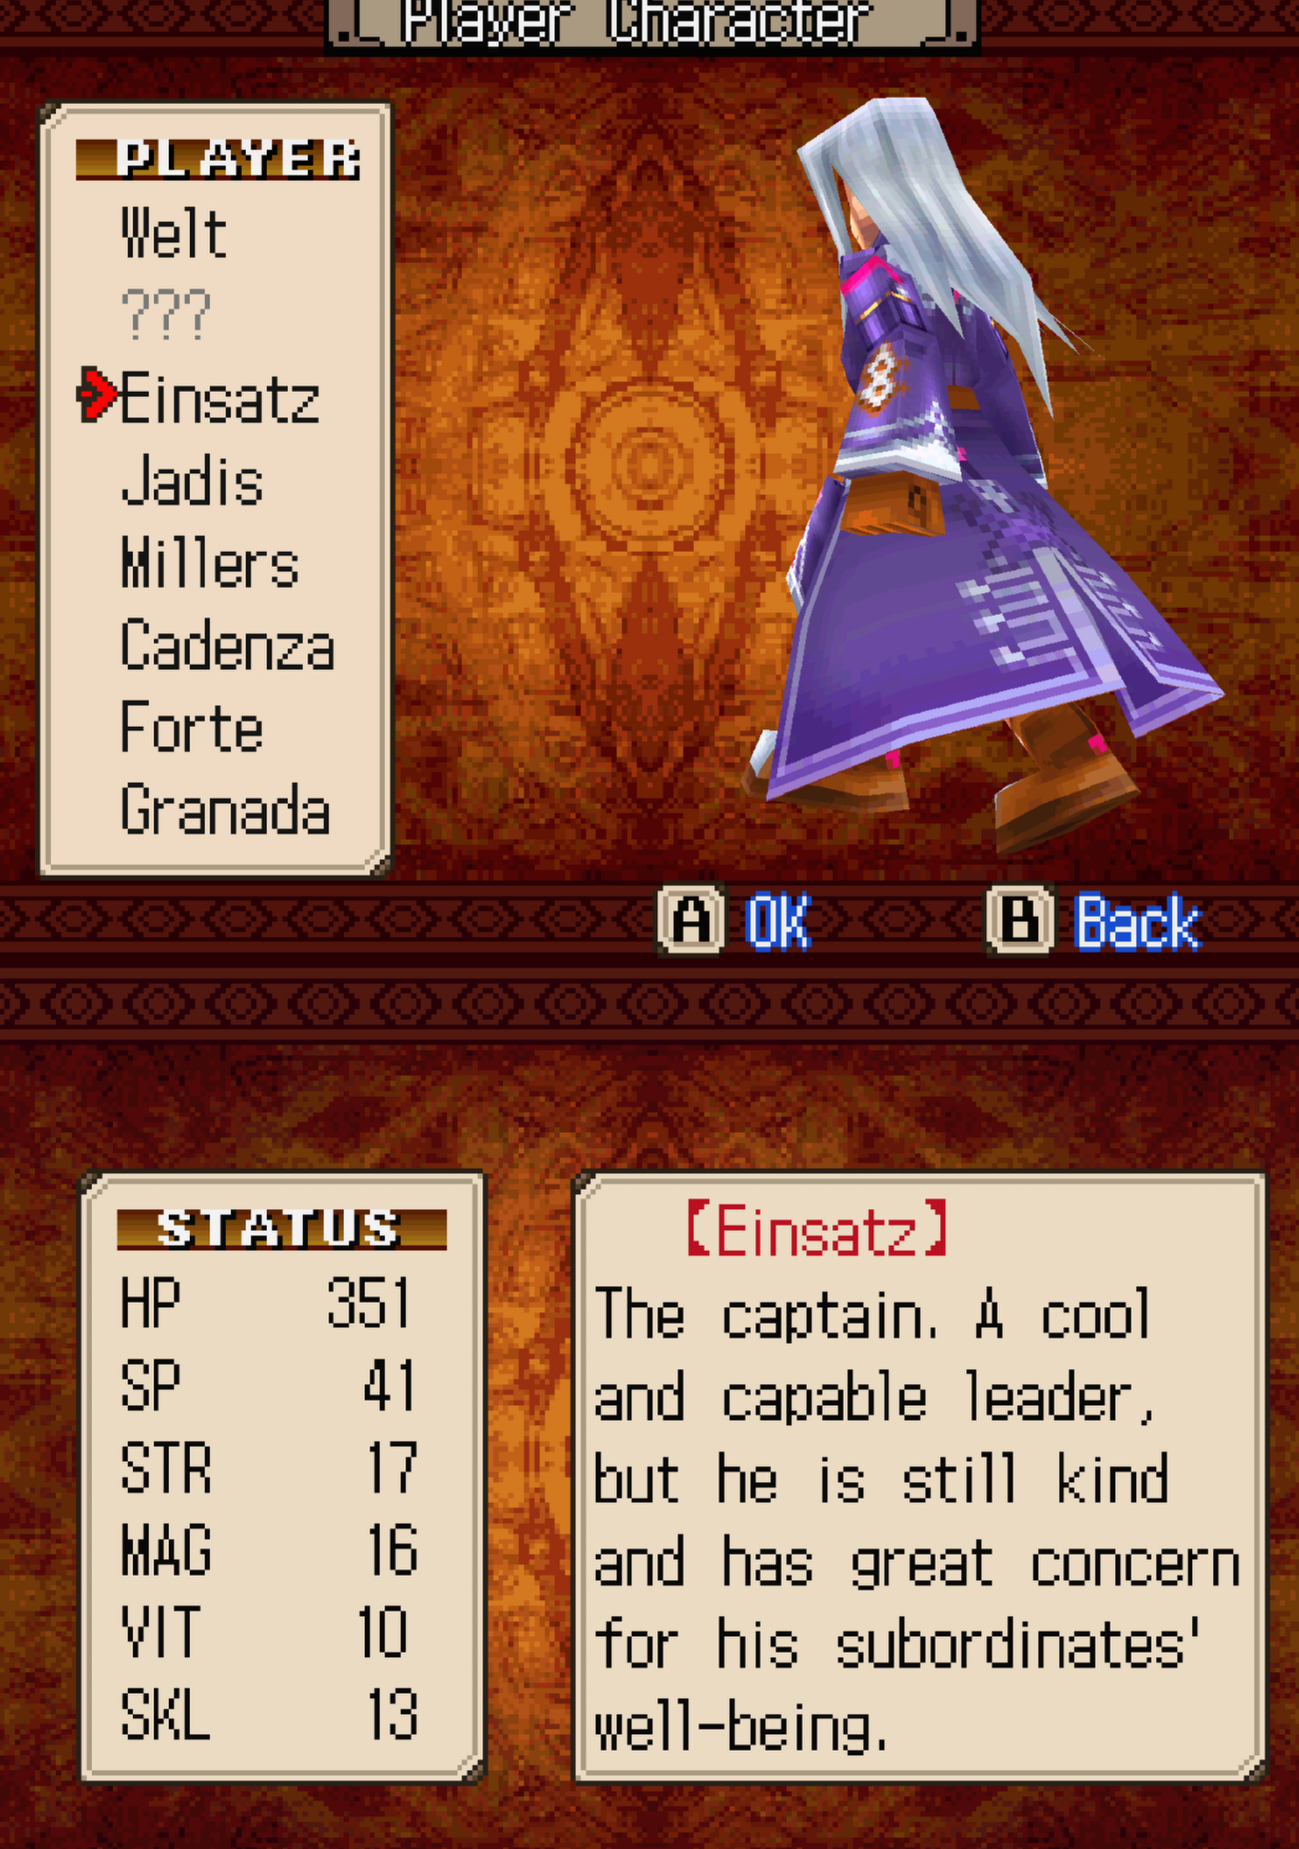 Player Character
PLAYER
Welt
???
Einsatz
Jadis
Millers
Cadenza
Forte
Granada
8
A OK
B Back
STATUS
HP 351
SP 41
STR 17
MAG 16
VIT 10
SKL 13
【Einsatz】
The captain. A cool
and capable leader,
but he is still kind
and has great concern
for his subordinates'
well-being.